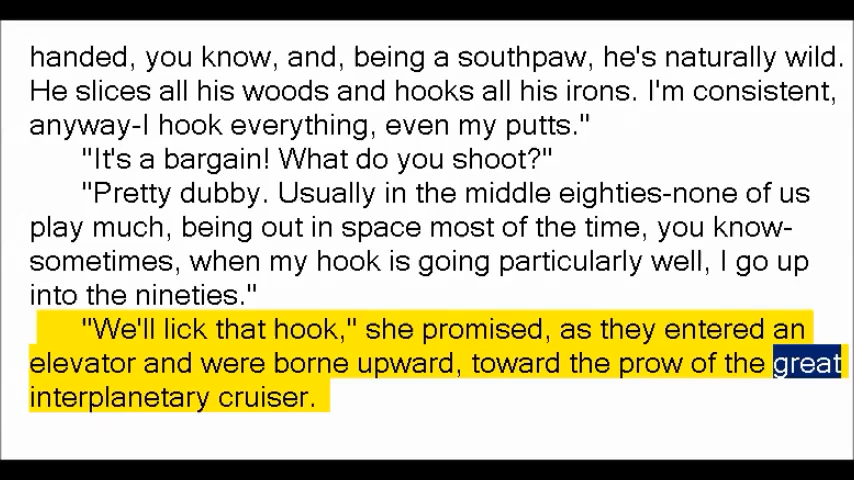 handed, you know, and, being a southpaw, he's naturally wild.
He slices all his woods and hooks all his irons. I'm consistent,
anyway-I hook everything, even my putts."
"It's a bargain! What do you shoot?"
"Pretty dubby. Usually in the middle eighties-none of us
play much, being out in space most of the time, you know-
sometimes, when my hook is going particularly well, I go up
into the nineties."
"We'll lick that hook," she promised, as they entered an
elevator and were borne upward, toward the prow of the great
interplanetary cruiser.